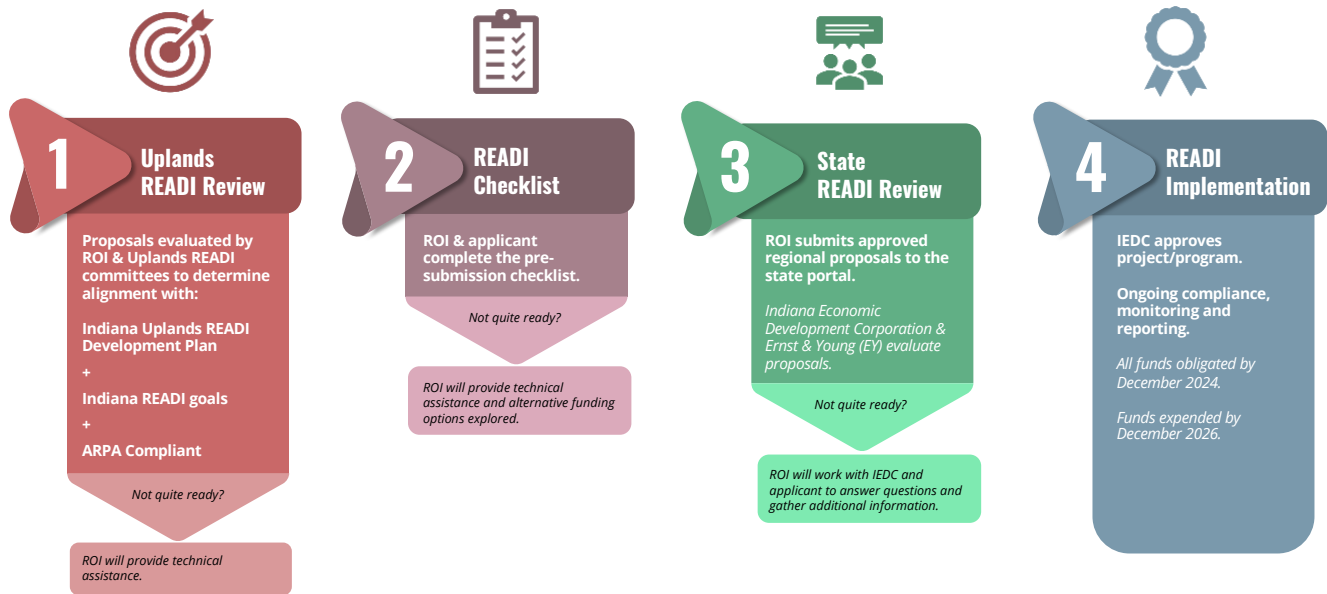 1
Uplands
READI Review
Proposals evaluated by
ROI & Uplands READI
committees to determine
alignment with:
Indiana Uplands READI
Development Plan
+
Indiana READI goals
+
ARPA Compliant
Not quite ready?
ROI will provide technical
assistance.
2
READI
Checklist
ROI & applicant
complete the pre-
submission checklist.
Not quite ready?
ROI will provide technical
assistance and alternative funding
options explored.
3
State
READI Review
ROI submits approved
regional proposals to the
state portal.
Indiana Economic
Development Corporation &
Ernst & Young (EY) evaluate
proposals.
Not quite ready?
ROI will work with IEDC and
applicant to answer questions and
gather additional information.
4
READI
Implementation
IEDC approves
project/program.
Ongoing compliance,
monitoring and
reporting.
All funds obligated by
December 2024.
Funds expended by
December 2026.